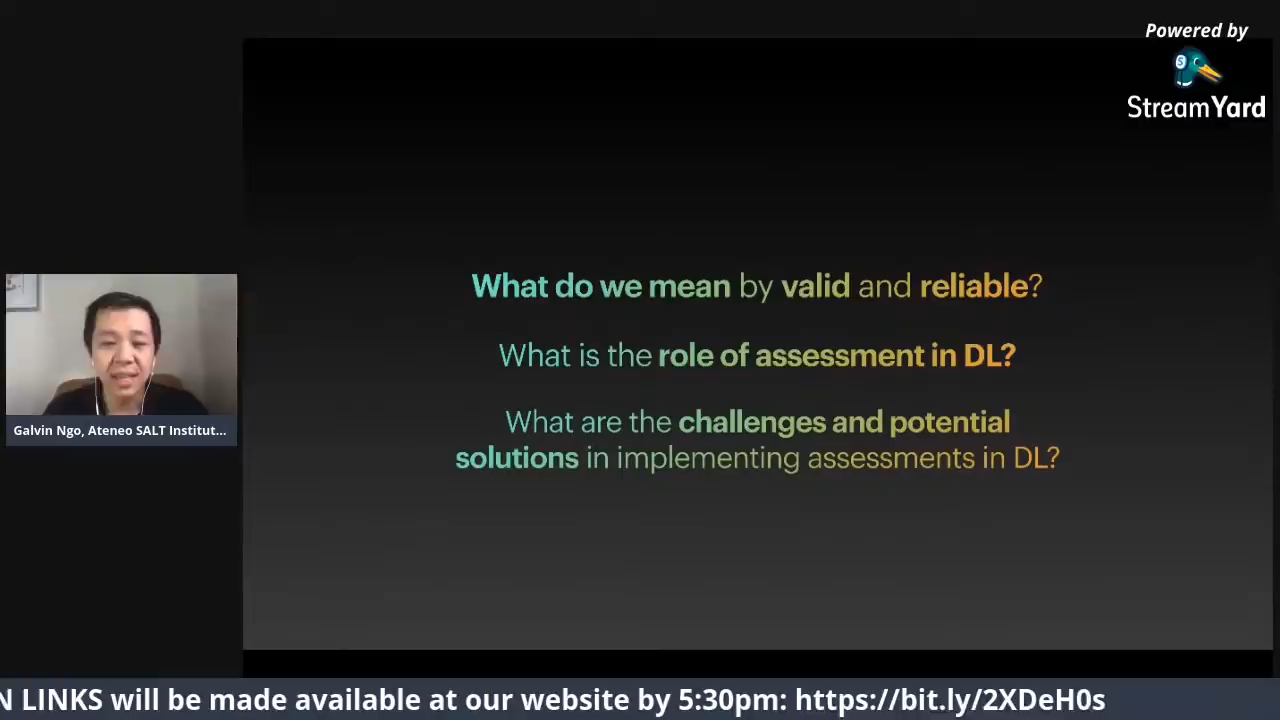 Powered by
StreamYard
What do we mean by valid and reliable?
What is the role of assessment in DL?
What are the challenges and potential
solutions in implementing assessments in DL?
Galvin Ngo, Ateneo SALT Institut...
N LINKS will be made available at our website by 5:30pm: https://bit.ly/2XDeH0s